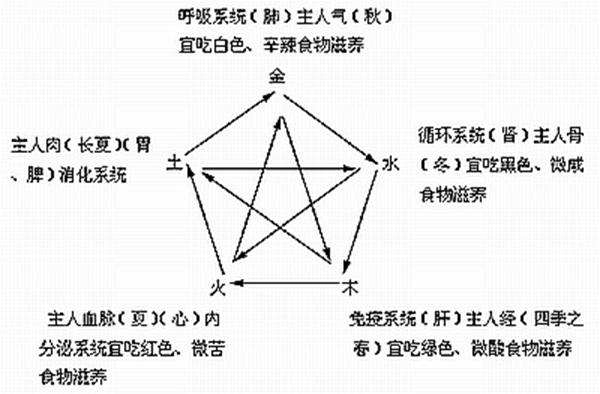 呼吸系统(肺)主人气(秋)
宜吃白色、辛辣食物滋养
金
主人肉(长夏)(胃
、脾)消化系统
土
水
循环系统(肾)主人骨
(冬)宜吃黑色、微咸
食物滋养
火
木
主人血脉(夏)(心)内
分泌系统宜吃红色、微苦
食物滋养
免疫系统(肝)主人经(四季之
春)宜吃绿色、微酸食物滋养